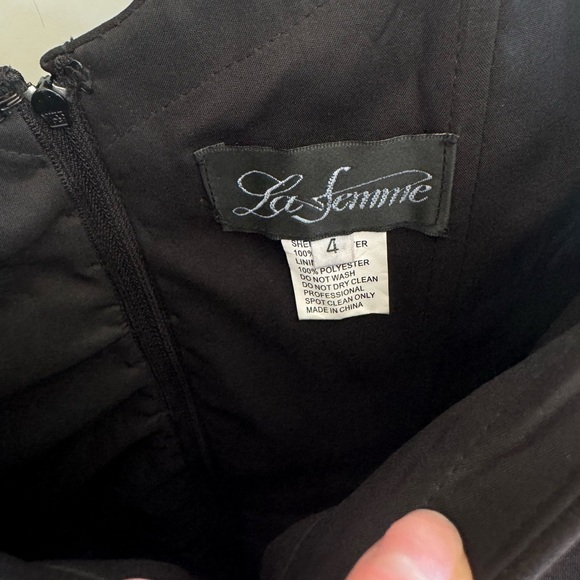 La Femme
4
100%
100% POLYESTER
DO NOT WASH
DO NOT DRY CLEAN
PROFESSIONAL
SPOT CLEAN ONLY
MADE IN CHINA